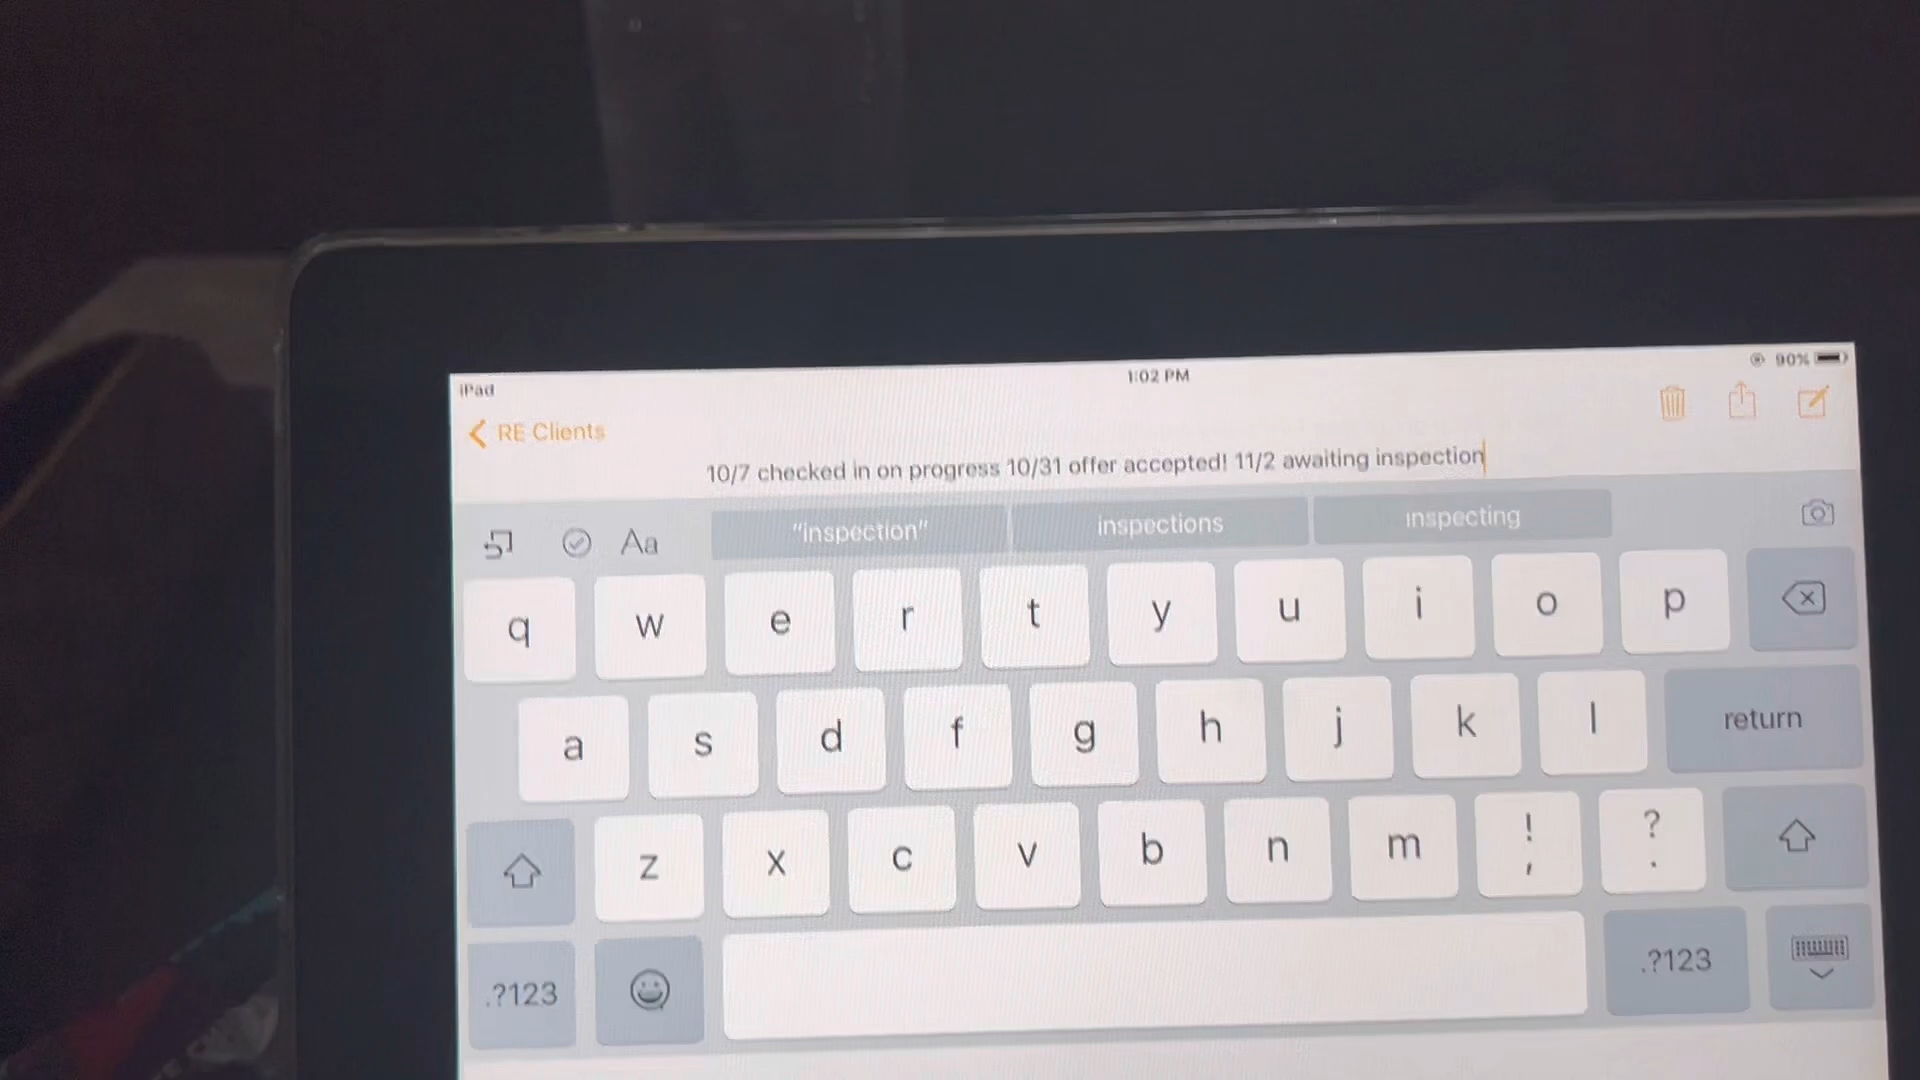 iPad
1:02 PM
90%
RE Clients
10/7 checked in on progress 10/31 offer accepted! 11/2 awaiting inspection
Aa
“inspection”
inspections
inspecting
q w e r t y u i o p
a s d f g h j k l return
z x c v b n m ! , ? .
.?123
.?123